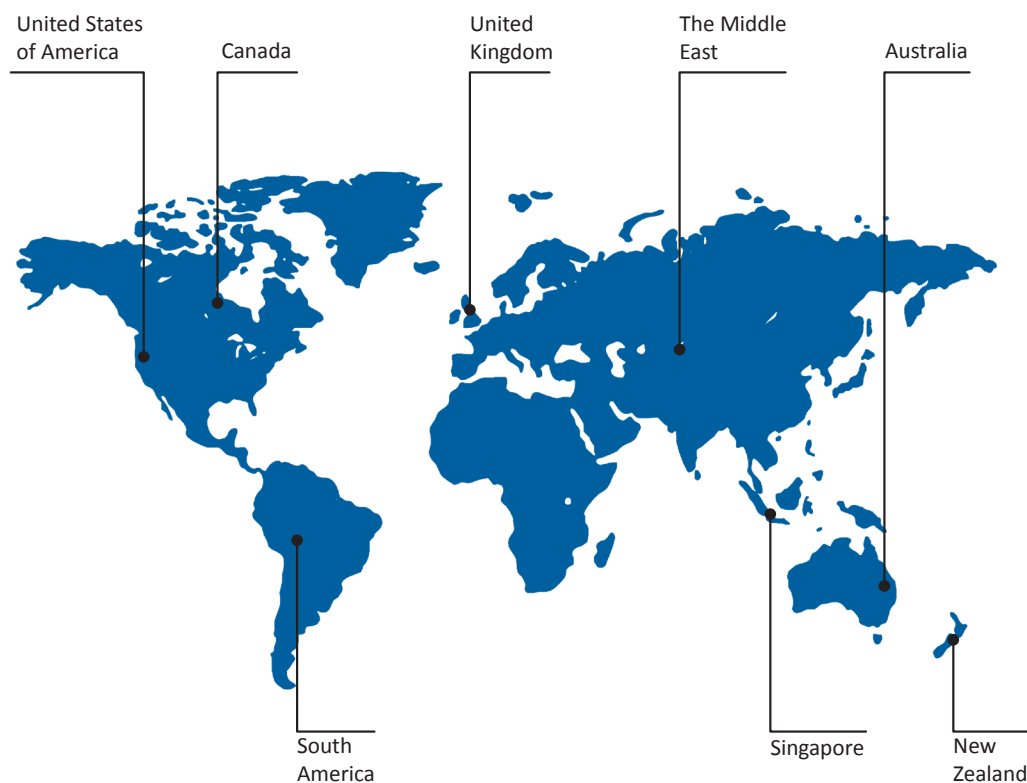 United States
of America
Canada
United
Kingdom
The Middle
East
Australia
South
America
Singapore
New
Zealand